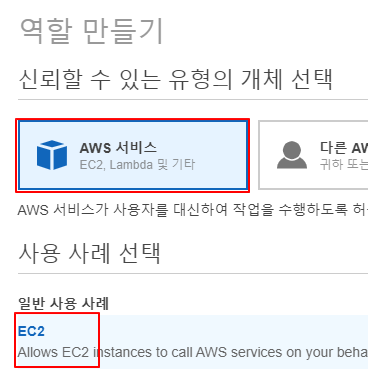 역할 만들기
신뢰할 수 있는 유형의 개체 선택
AWS 서비스
EC2, Lambda 및 기타
다른 AW
귀하 또는
AWS 서비스가 사용자를 대신하여 작업을 수행하도록 허
사용 사례 선택
일반 사용 사례
EC2
Allows EC2 instances to call AWS services on your beha